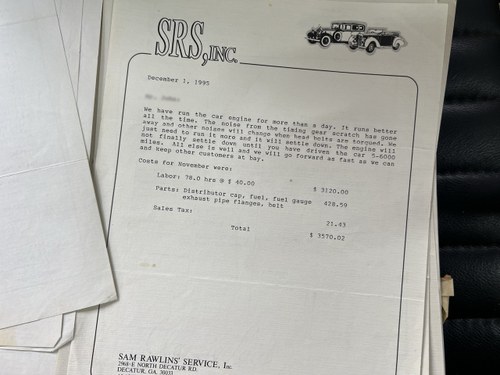 SRS, INC.
December 1, 1995
We have run the car engine for more than a day. It runs better
all the time. The noise from the timing gear scratch has gone
away and other noises will change when head bolts are torqued. We
just need to run it more and it will settle down. The engine will
not finally settle down until you have driven the car 5-6000
miles. All else is well and we will go forward as fast as we can
and keep other customers at bay.
Costs for November were:
Labor: 78.0 hrs @ $ 40.00 $ 3120.00
Parts: Distributor cap, fuel, fuel gauge 428.59
exhaust pipe flanges, belt
Sales Tax: 21.43
Total $ 3570.02
SAM RAWLINS' SERVICE, Inc.
2968-E NORTH DECATUR RD.
DECATUR, GA. 30033